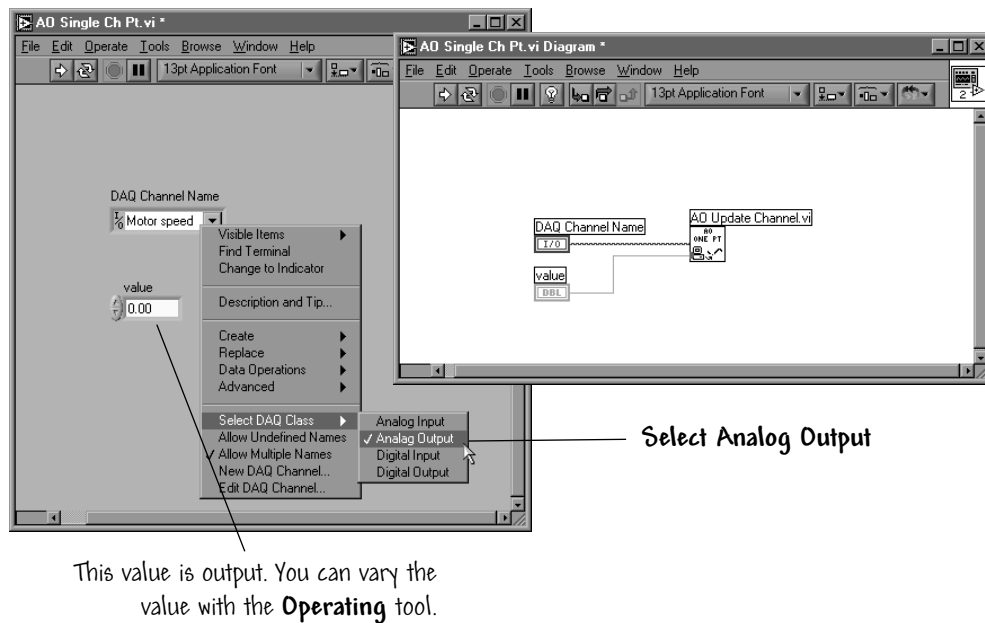 AO Single Ch Pt.vi *
File Edit Operate Tools Browse Window Help
13pt Application Font
DAQ Channel Name
Motor speed
value
0.00
Visible Items
Find Terminal
Change to Indicator
Description and Tip...
Create
Replace
Data Operations
Advanced
Select DAQ Class
Allow Undefined Names
Allow Multiple Names
New DAQ Channel...
Edit DAQ Channel...
Analog Input
Analag Output
Digital Input
Digital Output
AO Single Ch Pt.vi Diagram *
File Edit Operate Tools Browse Window Help
13pt Application Font
2
DAQ Channel Name
I/O
value
DBL
AO Update Channel.vi
AO
ONE PT
Select Analog Output
This value is output. You can vary the
value with the Operating tool.